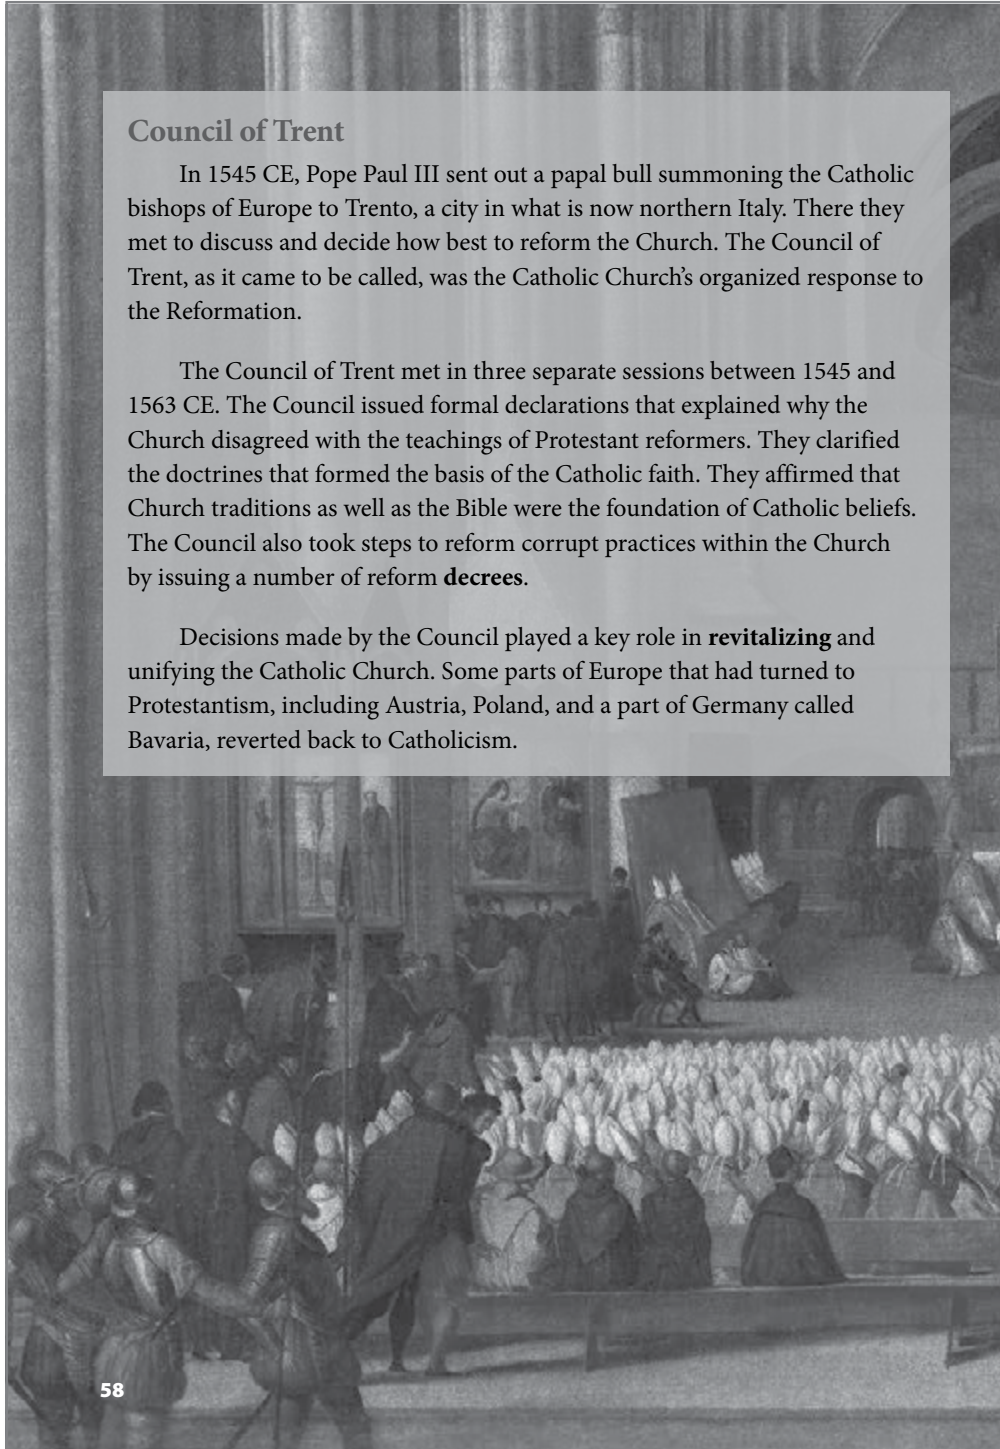 Council of Trent
In 1545 CE, Pope Paul III sent out a papal bull summoning the Catholic
bishops of Europe to Trento, a city in what is now northern Italy. There they
met to discuss and decide how best to reform the Church. The Council of
Trent, as it came to be called, was the Catholic Church’s organized response to
the Reformation.
The Council of Trent met in three separate sessions between 1545 and
1563 CE. The Council issued formal declarations that explained why the
Church disagreed with the teachings of Protestant reformers. They clarified
the doctrines that formed the basis of the Catholic faith. They affirmed that
Church traditions as well as the Bible were the foundation of Catholic beliefs.
The Council also took steps to reform corrupt practices within the Church
by issuing a number of reform decrees.
Decisions made by the Council played a key role in revitalizing and
unifying the Catholic Church. Some parts of Europe that had turned to
Protestantism, including Austria, Poland, and a part of Germany called
Bavaria, reverted back to Catholicism.
58